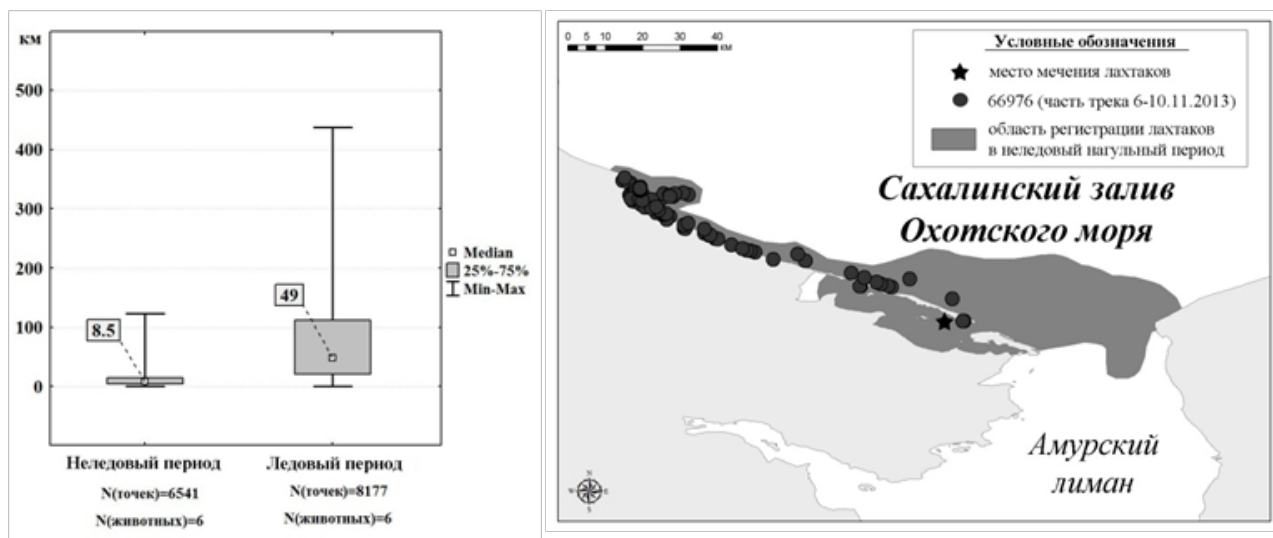 км
500
400
300
200
100
0
8.5
49
Median
25%-75%
Min-Max
Неледовый период
Ледовый период
N(точек)=6541
N(точек)=8177
N(животных)=6
N(животных)=6
0 5 10 20 30 40
км
Условные обозначения
место мечения лахтаков
66976 (часть трека 6-10.11.2013)
область регистрации лахтаков
в неледовый нагульный период
Сахалинский залив
Охотского моря
Амурский
лиман
N
W E
S